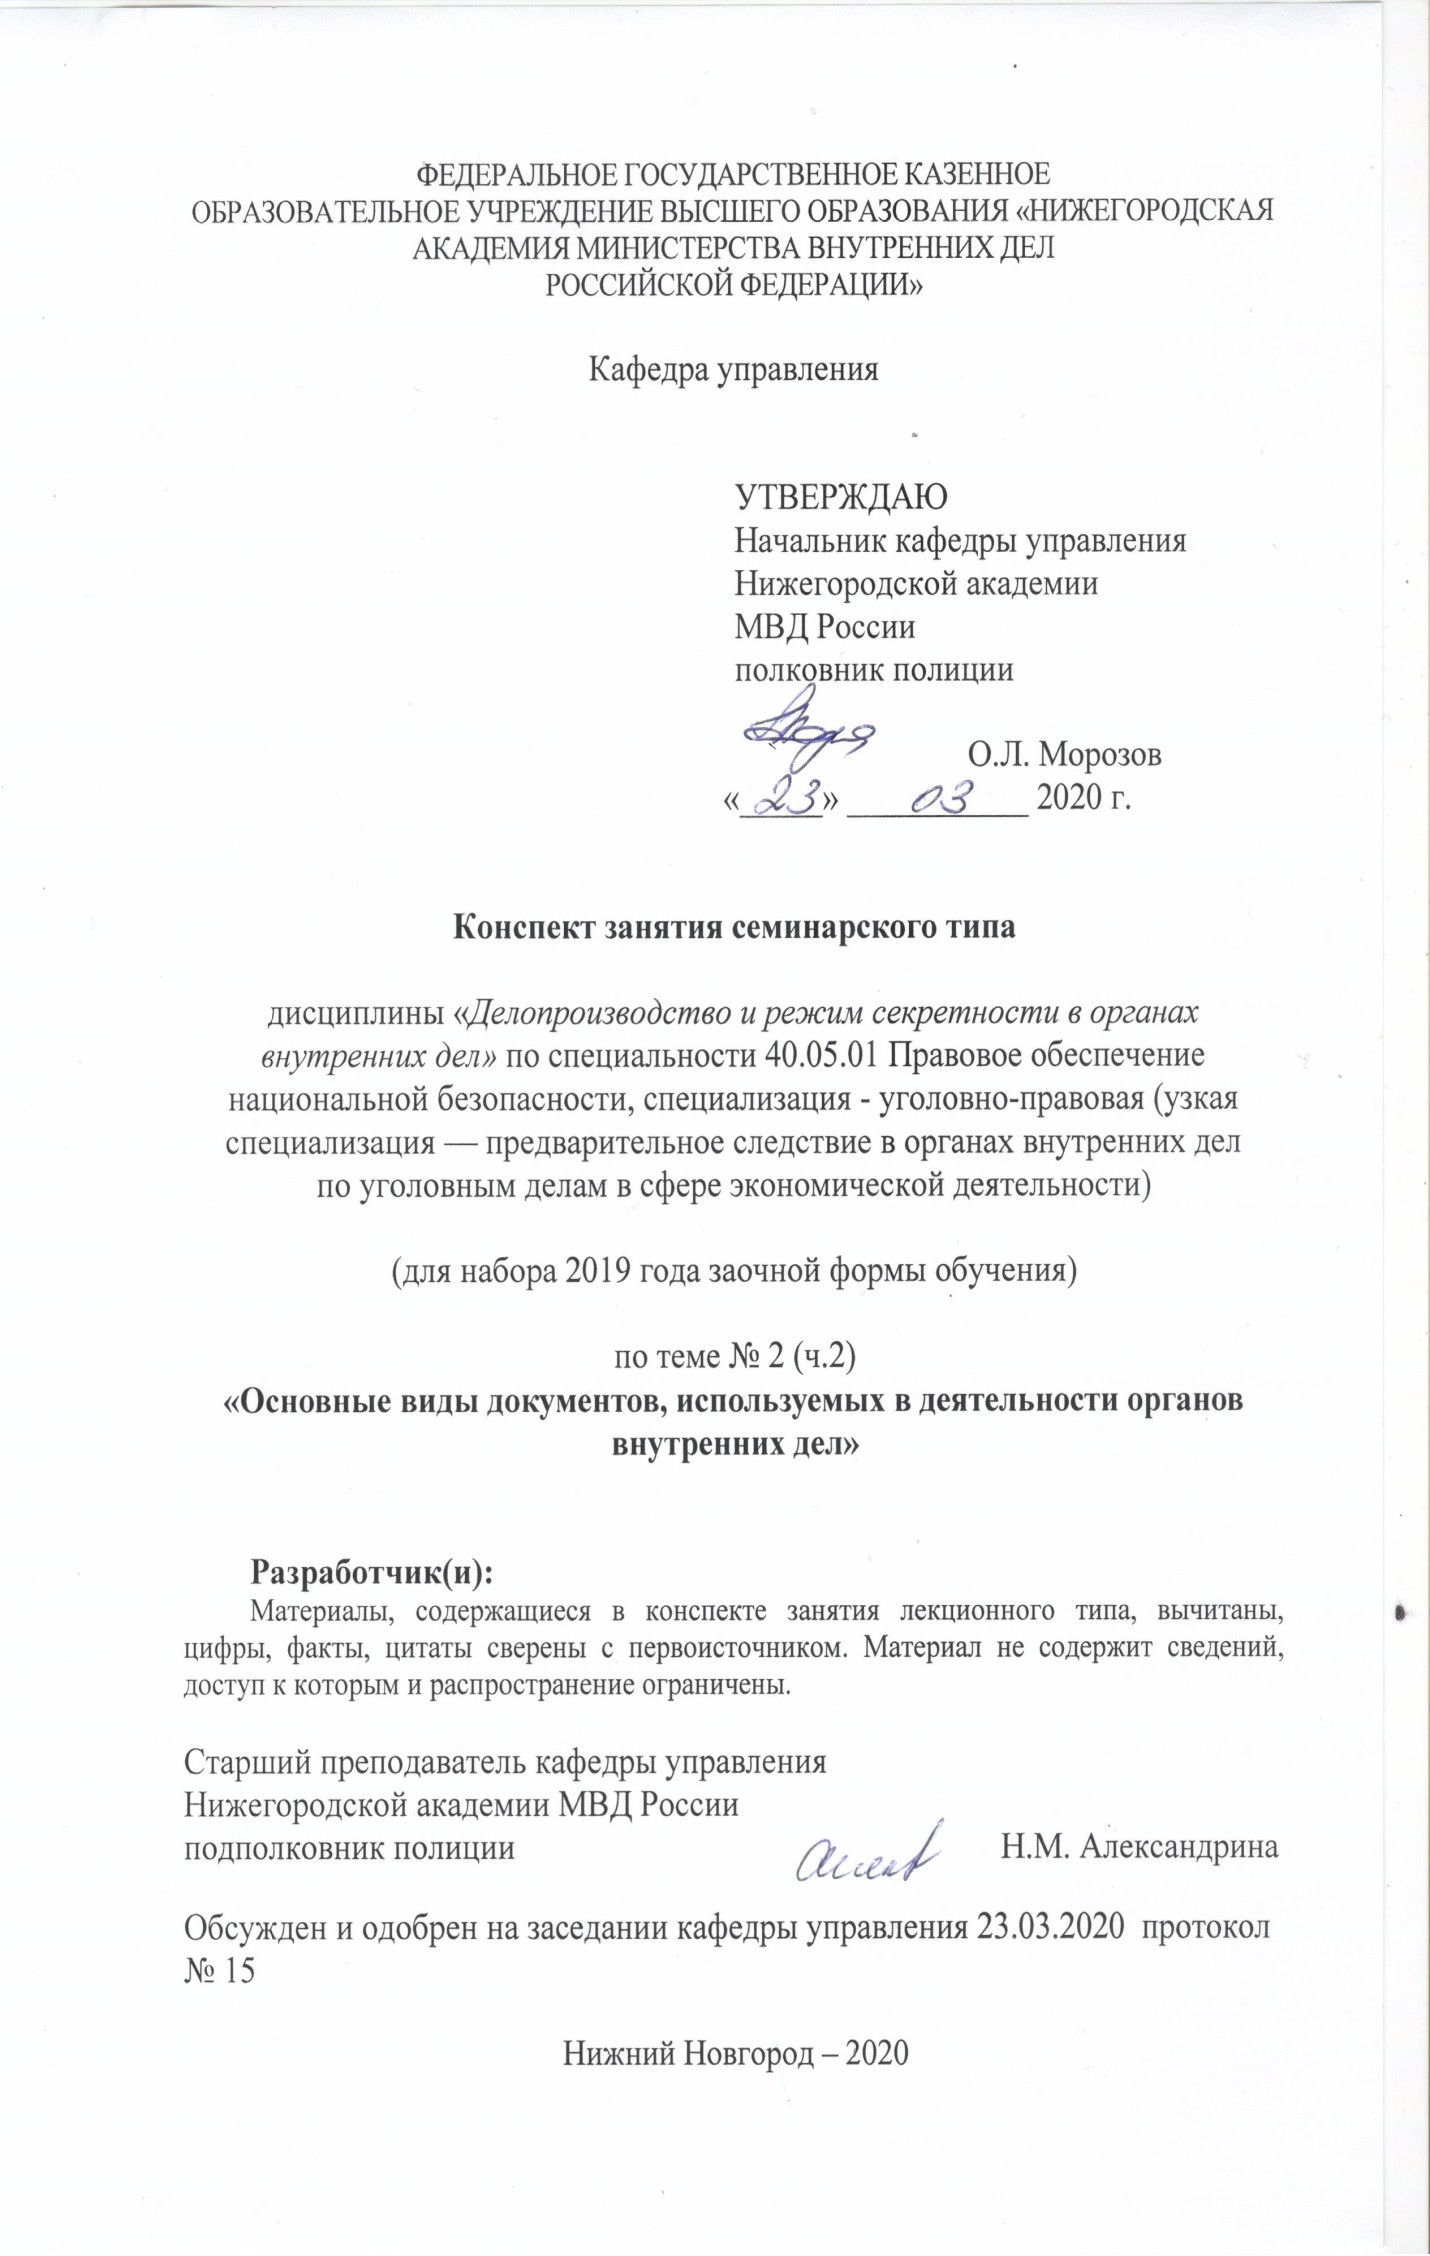 ФЕДЕРАЛЬНОЕ ГОСУДАРСТВЕННОЕ КАЗЕННОЕ
ОБРАЗОВАТЕЛЬНОЕ УЧРЕЖДЕНИЕ ВЫСШЕГО ОБРАЗОВАНИЯ «НИЖЕГОРОДСКАЯ
АКАДЕМИЯ МИНИСТЕРСТВА ВНУТРЕННИХ ДЕЛ
РОССИЙСКОЙ ФЕДЕРАЦИИ»
Кафедра управления
УТВЕРЖДАЮ
Начальник кафедры управления
Нижегородской академии
МВД России
полковник полиции
О.Л. Морозов
«23» 03 2020 г.
Конспект занятия семинарского типа
дисциплины «Делопроизводство и режим секретности в органах
внутренних дел» по специальности 40.05.01 Правовое обеспечение
национальной безопасности, специализация - уголовно-правовая (узкая
специализация — предварительное следствие в органах внутренних дел
по уголовным делам в сфере экономической деятельности)
(для набора 2019 года заочной формы обучения)
по теме № 2 (ч.2)
«Основные виды документов, используемых в деятельности органов
внутренних дел»
Разработчик(и):
Материалы, содержащиеся в конспекте занятия лекционного типа, вычитаны,
цифры, факты, цитаты сверены с первоисточником. Материал не содержит сведений,
доступ к которым и распространение ограничены.
Старший преподаватель кафедры управления
Нижегородской академии МВД России
подполковник полиции Н.М. Александрина
Обсужден и одобрен на заседании кафедры управления 23.03.2020 протокол
№ 15
Нижний Новгород – 2020